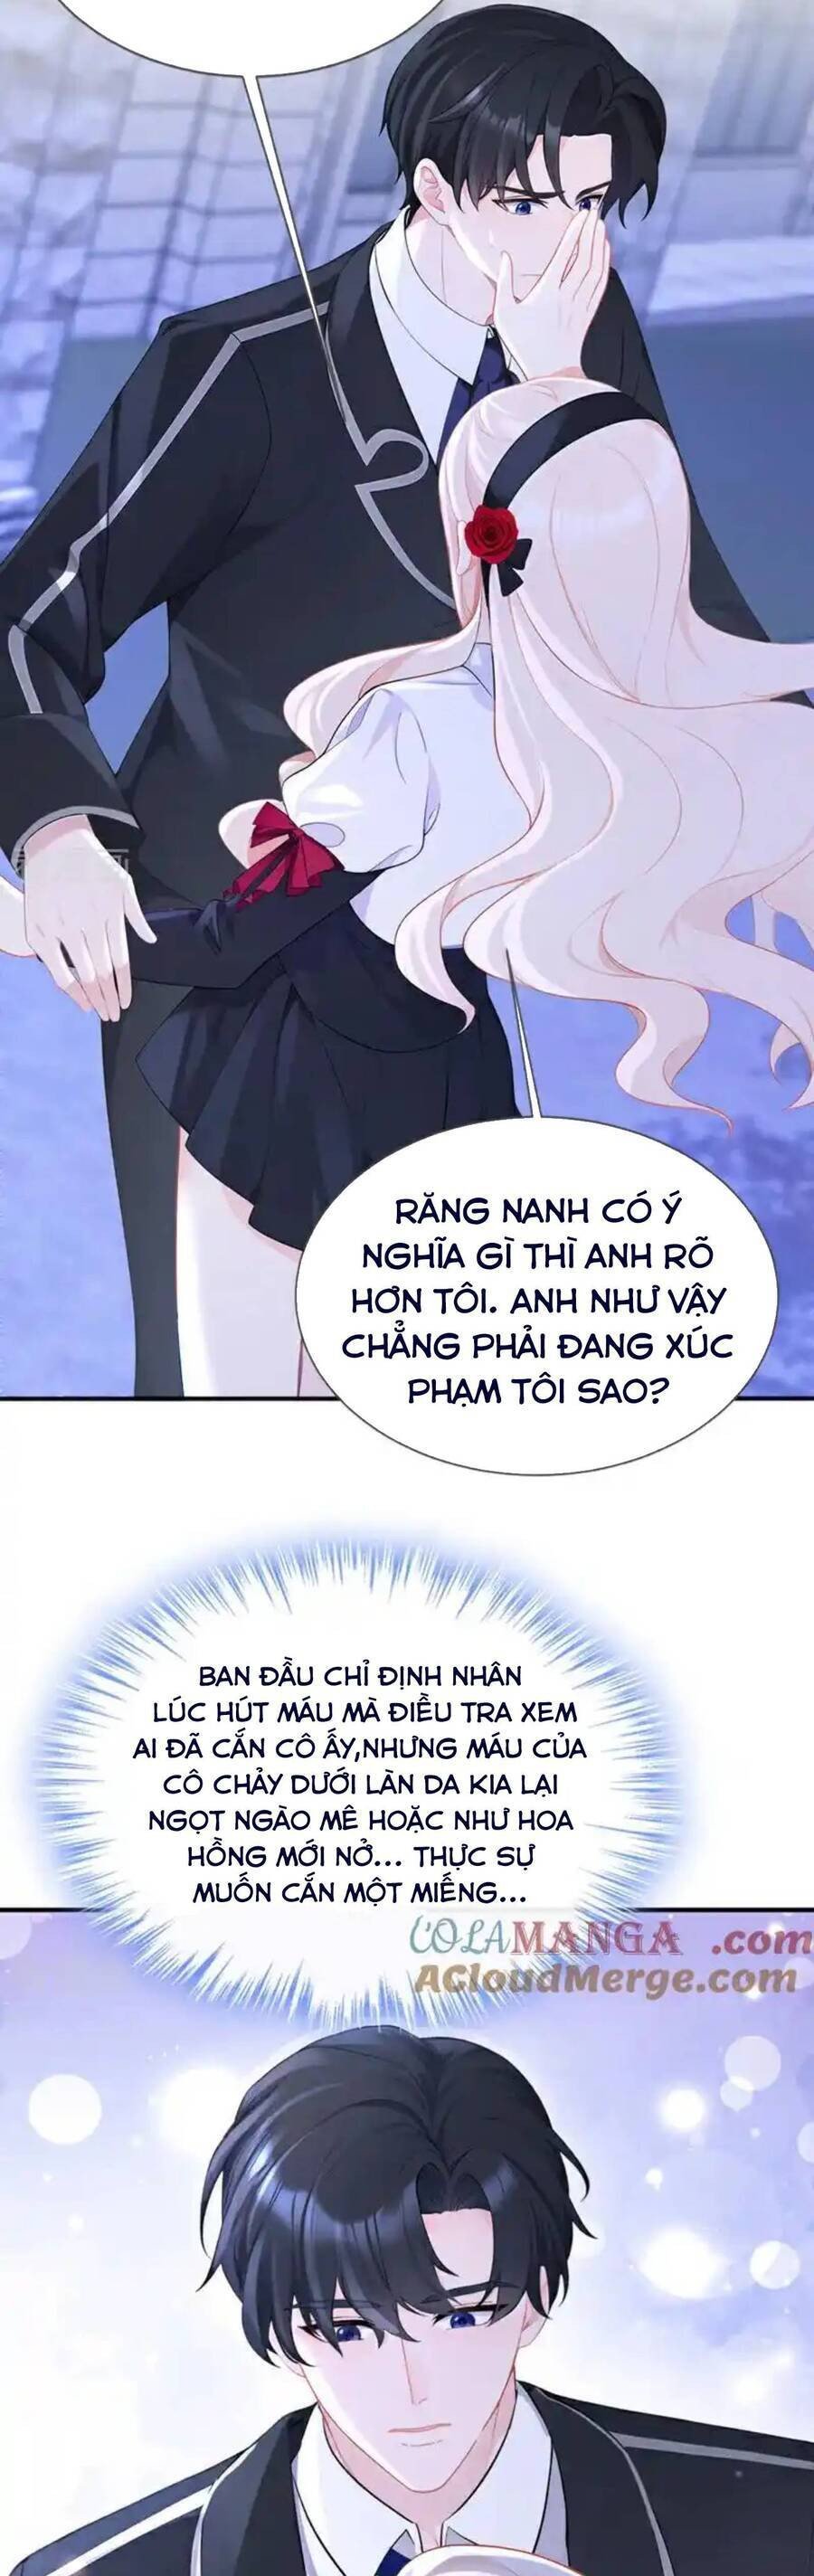 RĂNG NANH CÓ Ý
NGHĨA GÌ THÌ ANH RÕ
HƠN TÔI. ANH NHƯ VẬY
CHẲNG PHẢI ĐANG XÚC
PHẠM TÔI SAO?
BAN ĐẦU CHỈ ĐỊNH NHÂN
LÚC HÚT MÁU MÀ ĐIỀU TRA XEM
AI ĐÃ CẮN CÔ ẤY,NHƯNG MÁU CỦA
CÔ CHẢY DƯỚI LÀN DA KIA LẠI
NGỌT NGÀO MÊ HOẶC NHƯ HOA
HỒNG MỚI NỞ... THỰC SỰ
MUỐN CẮN MỘT MIẾNG...
COLAMANGA.com
ACloudMerge.com